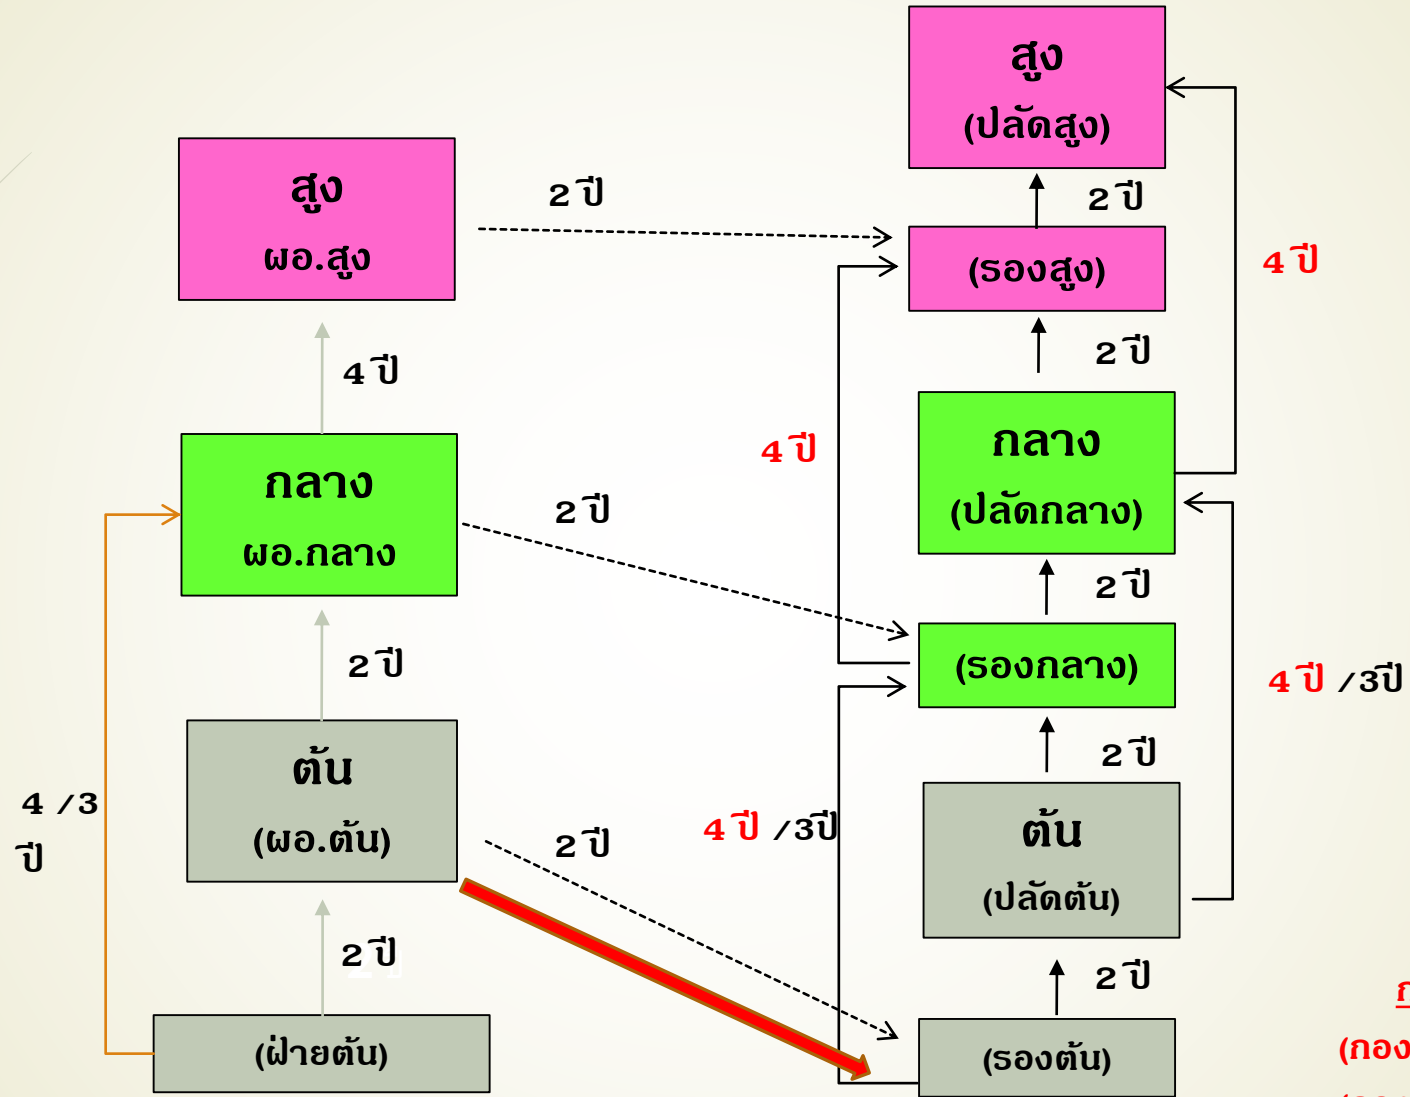 สูง
(ปลัดสูง)
สูง
ผอ.สูง
2 ปี
2 ปี
(รองสูง)
4 ปี
4 ปี
2 ปี
กลาง
(ปลัดกลาง)
4 ปี
กลาง
ผอ.กลาง
2 ปี
2 ปี
(รองกลาง)
2 ปี
4 ปี /3ปี
2 ปี
ต้น
(ผอ.ต้น)
4 /3
ปี
2 ปี
4 ปี /3ปี
ต้น
(ปลัดต้น)
2 ปี
2 ปี
(ฝ่ายต้น)
(รองต้น)
(กอง